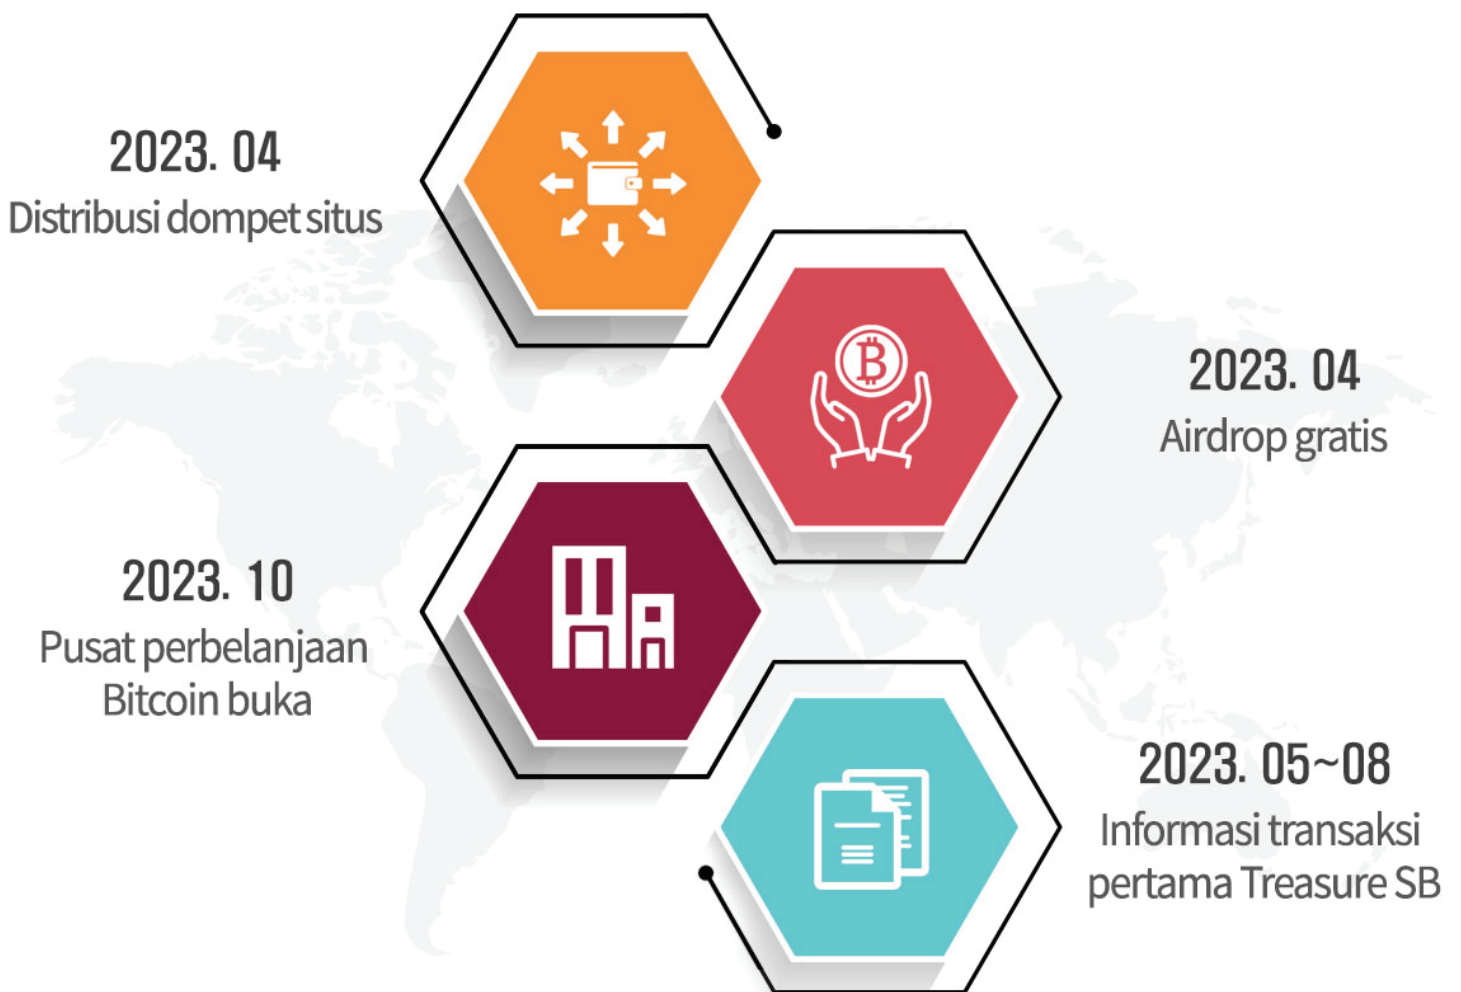 2023. 04
Distribusi dompet situs
2023. 04
Airdrop gratis
2023. 10
Pusat perbelanjaan
Bitcoin buka
2023. 05~08
Informasi transaksi
pertama Treasure SB